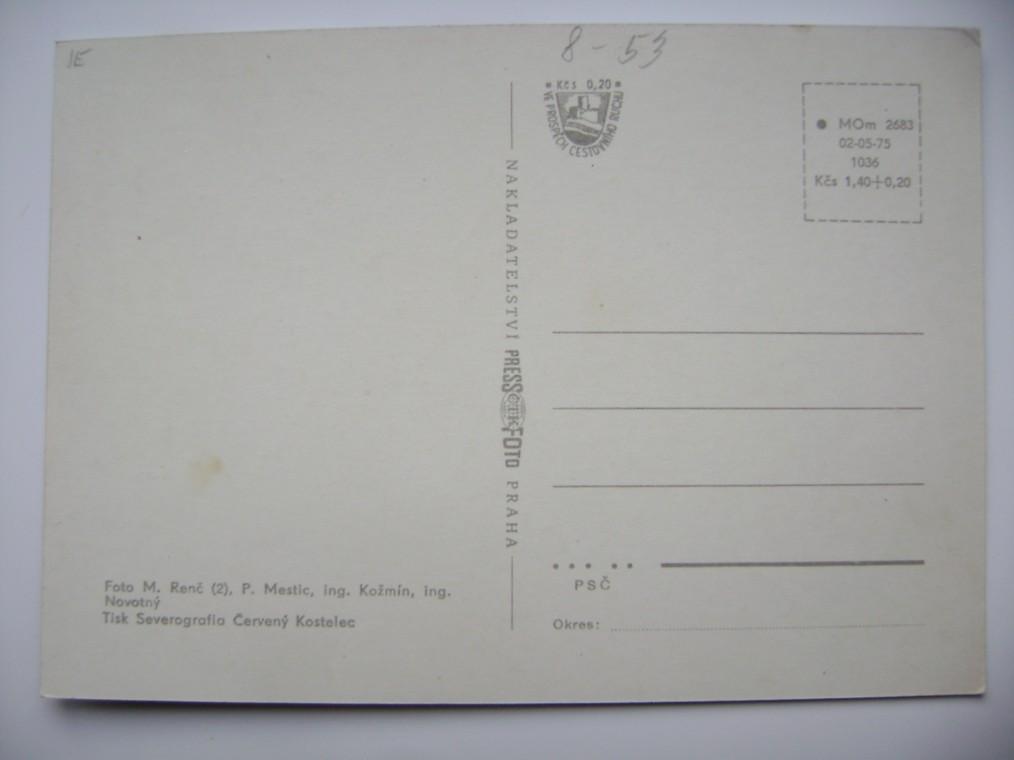 IE
8 - 53
Kčs 0,20
VE PROSPĚCH CESTOVNÍHO RUCHU
● MOm 2683
02-05-75
1036
Kčs 1,40+0,20
NAKLADATELSTVÍ PRESSFOTO PRAHA
ČTK
PSČ
Okres:
Foto M. Renč (2), P. Mestic, ing. Kožmín, ing.
Novotný
Tisk Severografia Červený Kostelec